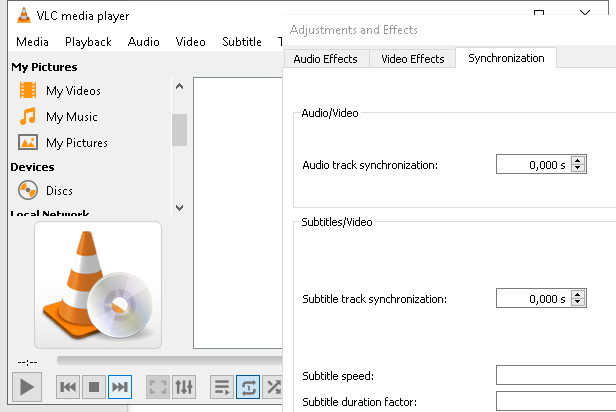 VLC media player
Media Playback Audio Video Subtitle
My Pictures
My Videos
My Music
My Pictures
Devices
Discs
Local Network
--:--
Adjustments and Effects
Audio Effects Video Effects Synchronization
Audio/Video
Audio track synchronization: 0,000 s
Subtitles/Video
Subtitle track synchronization: 0,000 s
Subtitle speed:
Subtitle duration factor: